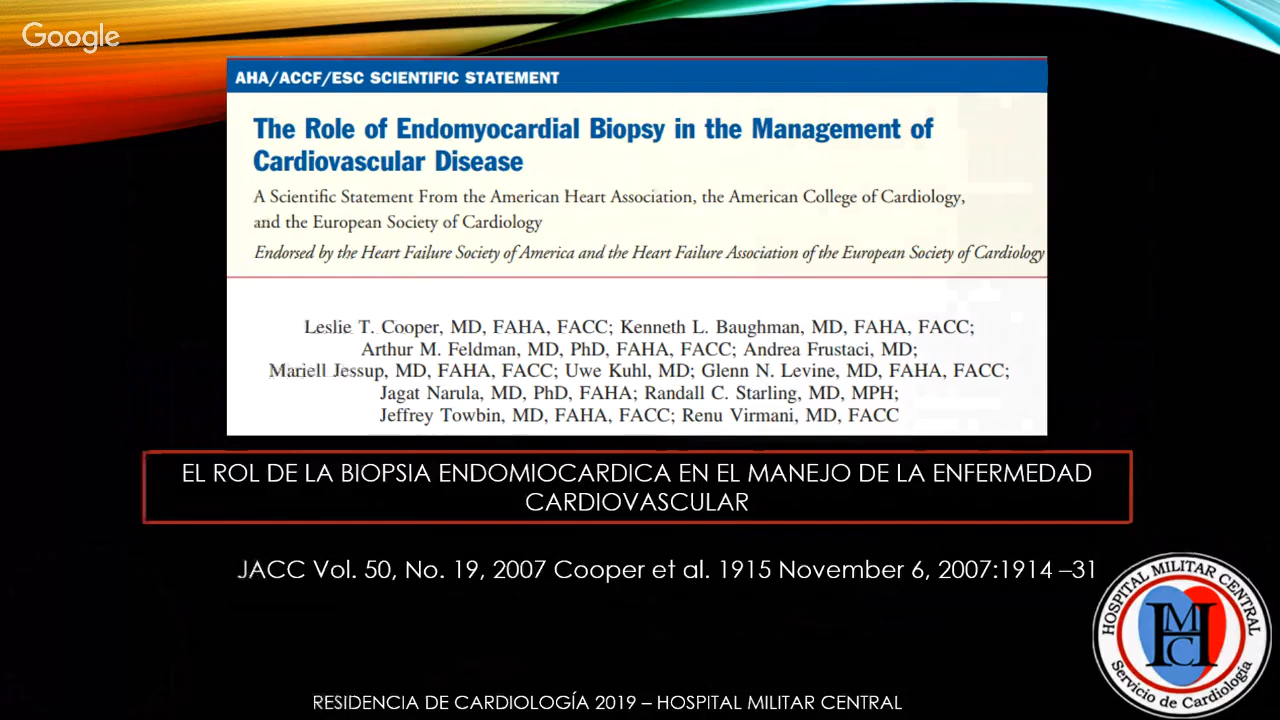 Google
AHA/ACCF/ESC SCIENTIFIC STATEMENT
The Role of Endomyocardial Biopsy in the Management of
Cardiovascular Disease
A Scientific Statement From the American Heart Association, the American College of Cardiology,
and the European Society of Cardiology
Endorsed by the Heart Failure Society of America and the Heart Failure Association of the European Society of Cardiology
Leslie T. Cooper, MD, FAHA, FACC; Kenneth L. Baughman, MD, FAHA, FACC;
Arthur M. Feldman, MD, PhD, FAHA, FACC; Andrea Frustaci, MD;
Mariell Jessup, MD, FAHA, FACC; Uwe Kuhl, MD; Glenn N. Levine, MD, FAHA, FACC;
Jagat Narula, MD, PhD, FAHA; Randall C. Starling, MD, MPH;
Jeffrey Towbin, MD, FAHA, FACC; Renu Virmani, MD, FACC
EL ROL DE LA BIOPSIA ENDOMIOCARDICA EN EL MANEJO DE LA ENFERMEDAD
CARDIOVASCULAR
JACC Vol. 50, No. 19, 2007 Cooper et al. 1915 November 6, 2007:1914 –31
HOSPITAL MILITAR CENTRAL
HMC
Servicio de Cardiología
RESIDENCIA DE CARDIOLOGÍA 2019 – HOSPITAL MILITAR CENTRAL